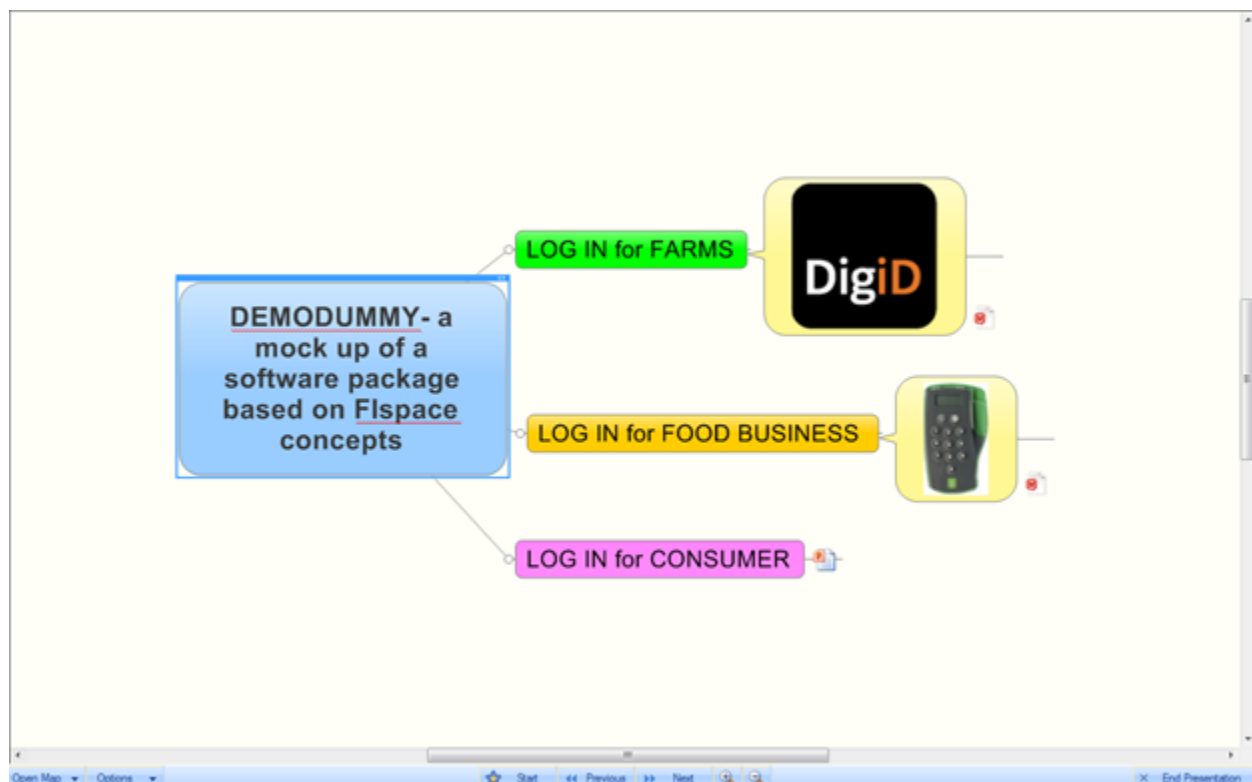 LOG IN for FARMS
DigiD
DEMODUMMY- a
mock up of a
software package
based on FIspace
concepts
LOG IN for FOOD BUSINESS
LOG IN for CONSUMER
Open Map
Options
Start
Previous
Next
End Presentation